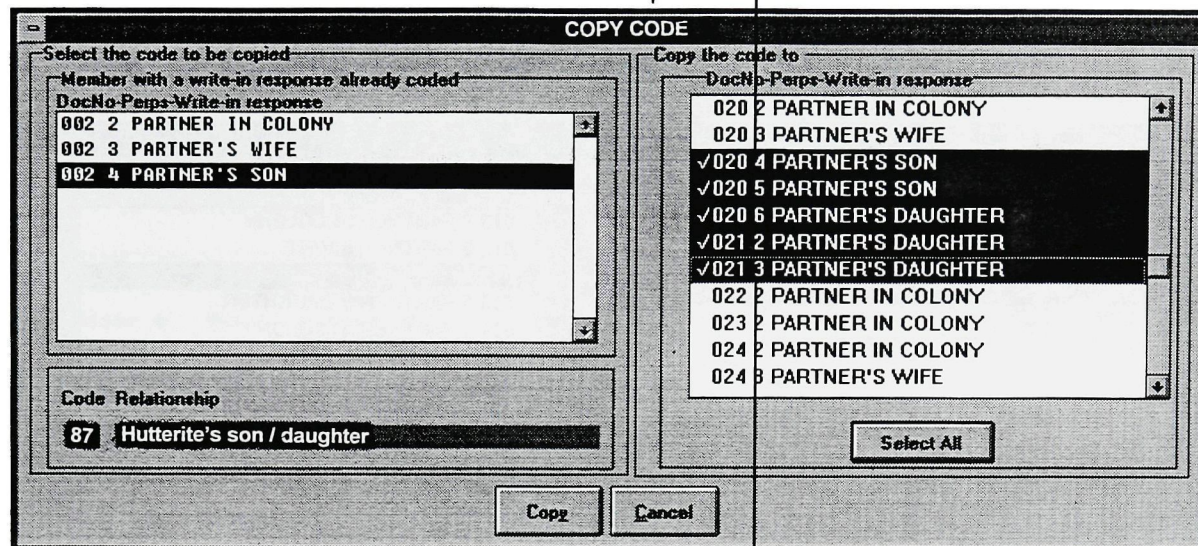 COPY CODE
Select the code to be copied
Member with a write-in response already coded
DocNo-Perps-Write-in response
002 2 PARTNER IN COLONY
002 3 PARTNER'S WIFE
002 4 PARTNER'S SON
Code Relationship
87 Hutterite's son / daughter
Copy the code to
DocNo-Perps-Write-in response
020 2 PARTNER IN COLONY
020 3 PARTNER'S WIFE
✓020 4 PARTNER'S SON
✓020 5 PARTNER'S SON
✓020 6 PARTNER'S DAUGHTER
✓021 2 PARTNER'S DAUGHTER
✓021 3 PARTNER'S DAUGHTER
022 2 PARTNER IN COLONY
023 2 PARTNER IN COLONY
024 2 PARTNER IN COLONY
024 3 PARTNER'S WIFE
Select All
Copy
Cancel